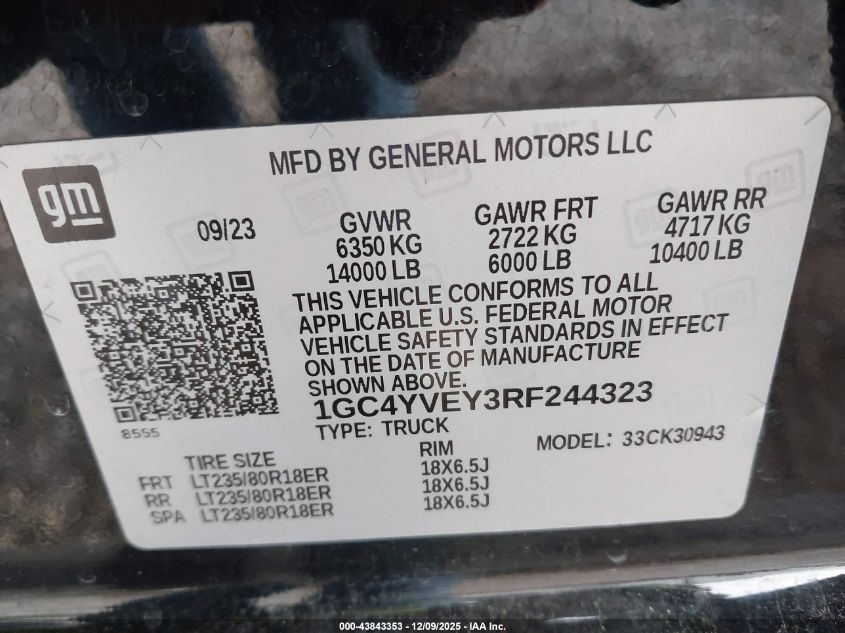 MFD BY GENERAL MOTORS LLC
gm
09/23
GVWR
6350 KG
14000 LB
GAWR FRT
2722 KG
6000 LB
GAWR RR
4717 KG
10400 LB
THIS VEHICLE CONFORMS TO ALL
APPLICABLE U.S. FEDERAL MOTOR
VEHICLE SAFETY STANDARDS IN EFFECT
ON THE DATE OF MANUFACTURE
SHOWN ABOVE.
1GC4YVEY3RF244323
8555
TYPE: TRUCK
MODEL: 33CK30943
TIRE SIZE RIM
FRT LT235/80R18ER 18X6.5J
RR LT235/80R18ER 18X6.5J
SPA LT235/80R18ER 18X6.5J
000-43843353 - 12/09/2025 - IAA Inc.